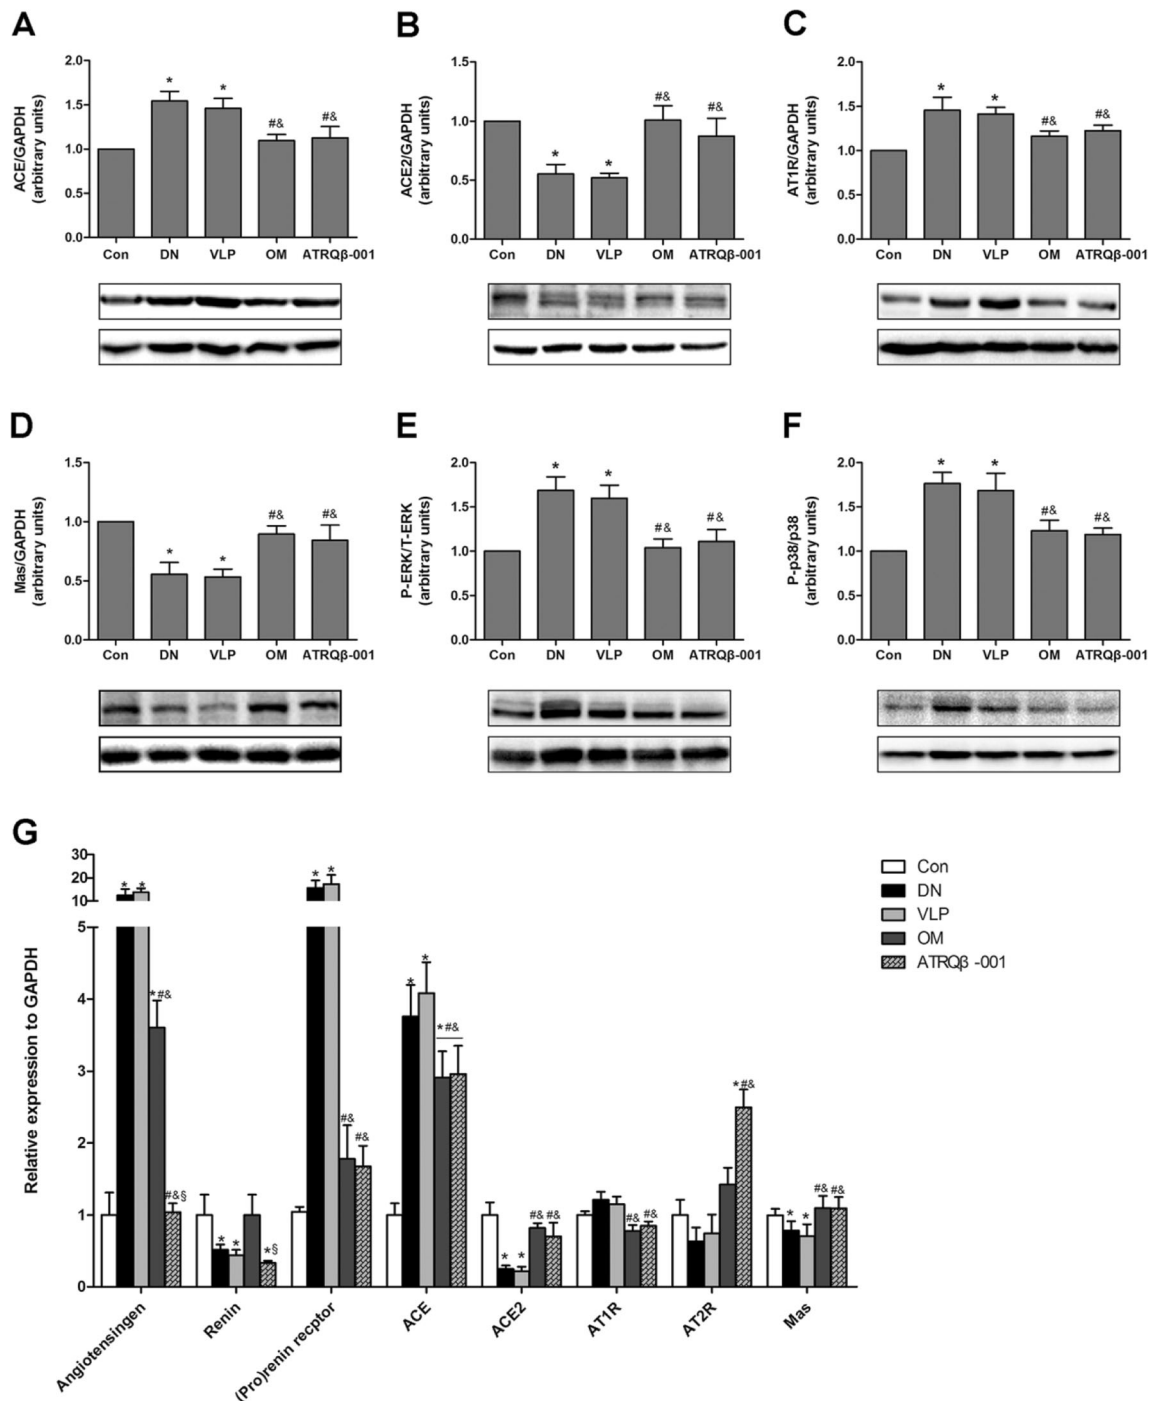 A
ACE/GAPDH
(arbitrary units)
2.0
1.5
1.0
0.5
0.0
*
*
#&
#&
Con DN VLP OM ATRQβ-001
B
ACE2/GAPDH
(arbitrary units)
1.5
1.0
0.5
0.0
*
*
#&
#&
Con DN VLP OM ATRQβ-001
C
AT1R/GAPDH
(arbitrary units)
2.0
1.5
1.0
0.5
0.0
*
*
#&
#&
Con DN VLP OM ATRQβ-001
D
Mas/GAPDH
(arbitrary units)
1.5
1.0
0.5
0.0
*
*
#&
#&
Con DN VLP OM ATRQβ-001
E
P-ERK/T-ERK
(arbitrary units)
2.0
1.5
1.0
0.5
0.0
*
*
#&
#&
Con DN VLP OM ATRQβ-001
F
P-p38/p38
(arbitrary units)
2.0
1.5
1.0
0.5
0.0
*
*
#&
#&
Con DN VLP OM ATRQβ-001
G
Relative expression to GAPDH
30
20
10
5
4
3
2
1
0
* *
*#&
#&§
* *
*§
* *
#&
#&
*
*
*#&
* *
#& #&
#& #&
*#&
* *
#& #&
Angiotensingen
Renin
(Pro)renin recptor
ACE
ACE2
AT1R
AT2R
Mas
Con
DN
VLP
OM
ATRQβ -001